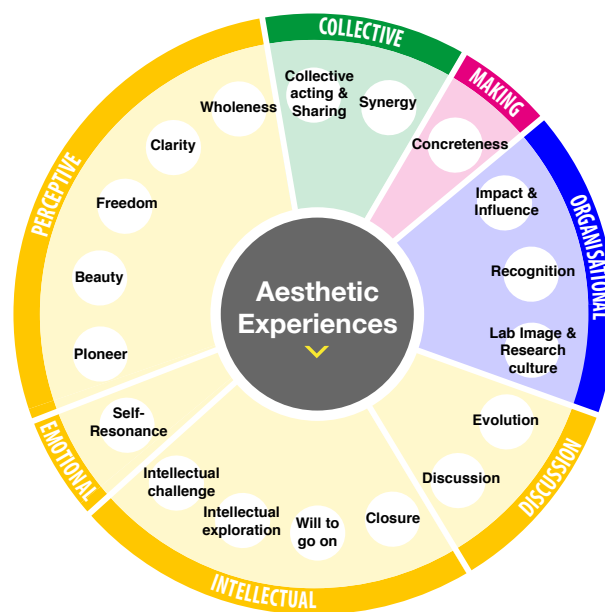 COLLECTIVE
MAKING
ORGANISATIONAL
DISCUSSION
INTELLECTUAL
EMOTIONAL
PERCEPTIVE
Collective
acting &
Sharing
Synergy
Concreteness
Impact &
Influence
Recognition
Lab Image &
Research
culture
Evolution
Discussion
Closure
Will to
go on
Intellectual
exploration
Intellectual
challenge
Self-
Resonance
PIoneer
Beauty
Freedom
Clarity
Wholeness
Aesthetic
Experiences